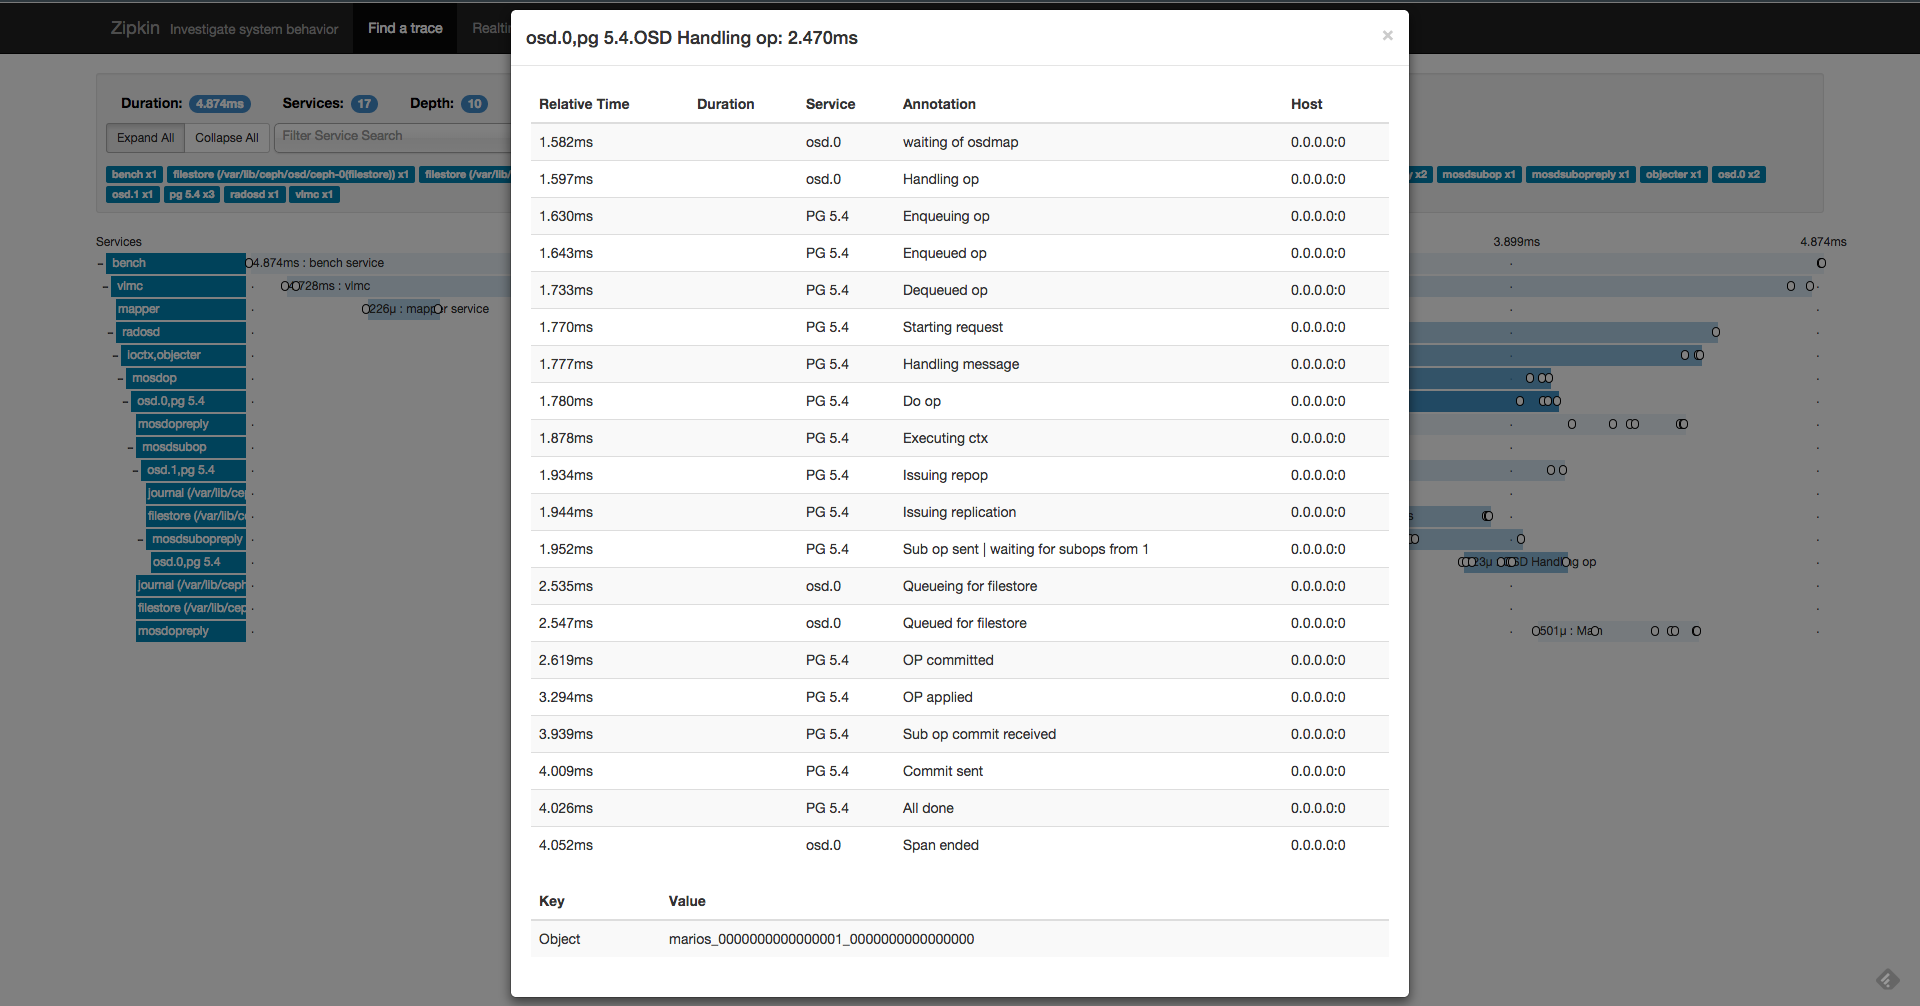 Zipkin Investigate system behavior Find a trace
osd.0,pg 5.4.OSD Handling op: 2.470ms ×
Duration: 4.874ms Services: 17 Depth: 10
Expand All Collapse All Filter Service Search
bench x1 filestore (/var/lib/ceph/osd/ceph-0(filestore)) x1 filestore (/var/lib/ x2 mosdsubop x1 mosdsubopreply x1 objecter x1 osd.0 x2
osd.1 x1 pg 5.4 x3 radosd x1 vlmc x1
Services 3.899ms 4.874ms
bench 4.874ms : bench service
vlmc 4.728ms : vlmc
mapper 226μ : mapper service
radosd
ioctx,objecter
mosdop
osd.0,pg 5.4
mosdopreply
mosdsubop
osd.1,pg 5.4
journal (/var/lib/cep
filestore (/var/lib/c
mosdsubopreply
osd.0,pg 5.4 23μ : OSD Handling op
journal (/var/lib/ceph
filestore (/var/lib/cep
mosdopreply 501μ : Main
Relative Time Duration Service Annotation Host
1.582ms osd.0 waiting of osdmap 0.0.0.0:0
1.597ms osd.0 Handling op 0.0.0.0:0
1.630ms PG 5.4 Enqueuing op 0.0.0.0:0
1.643ms PG 5.4 Enqueued op 0.0.0.0:0
1.733ms PG 5.4 Dequeued op 0.0.0.0:0
1.770ms PG 5.4 Starting request 0.0.0.0:0
1.777ms PG 5.4 Handling message 0.0.0.0:0
1.780ms PG 5.4 Do op 0.0.0.0:0
1.878ms PG 5.4 Executing ctx 0.0.0.0:0
1.934ms PG 5.4 Issuing repop 0.0.0.0:0
1.944ms PG 5.4 Issuing replication 0.0.0.0:0
1.952ms PG 5.4 Sub op sent | waiting for subops from 1 0.0.0.0:0
2.535ms osd.0 Queueing for filestore 0.0.0.0:0
2.547ms osd.0 Queued for filestore 0.0.0.0:0
2.619ms PG 5.4 OP committed 0.0.0.0:0
3.294ms PG 5.4 OP applied 0.0.0.0:0
3.939ms PG 5.4 Sub op commit received 0.0.0.0:0
4.009ms PG 5.4 Commit sent 0.0.0.0:0
4.026ms PG 5.4 All done 0.0.0.0:0
4.052ms osd.0 Span ended 0.0.0.0:0
Key Value
Object marios_0000000000000001_0000000000000000